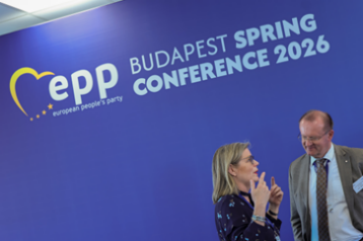 epp
european people's party
BUDAPEST SPRING
CONFERENCE 2026